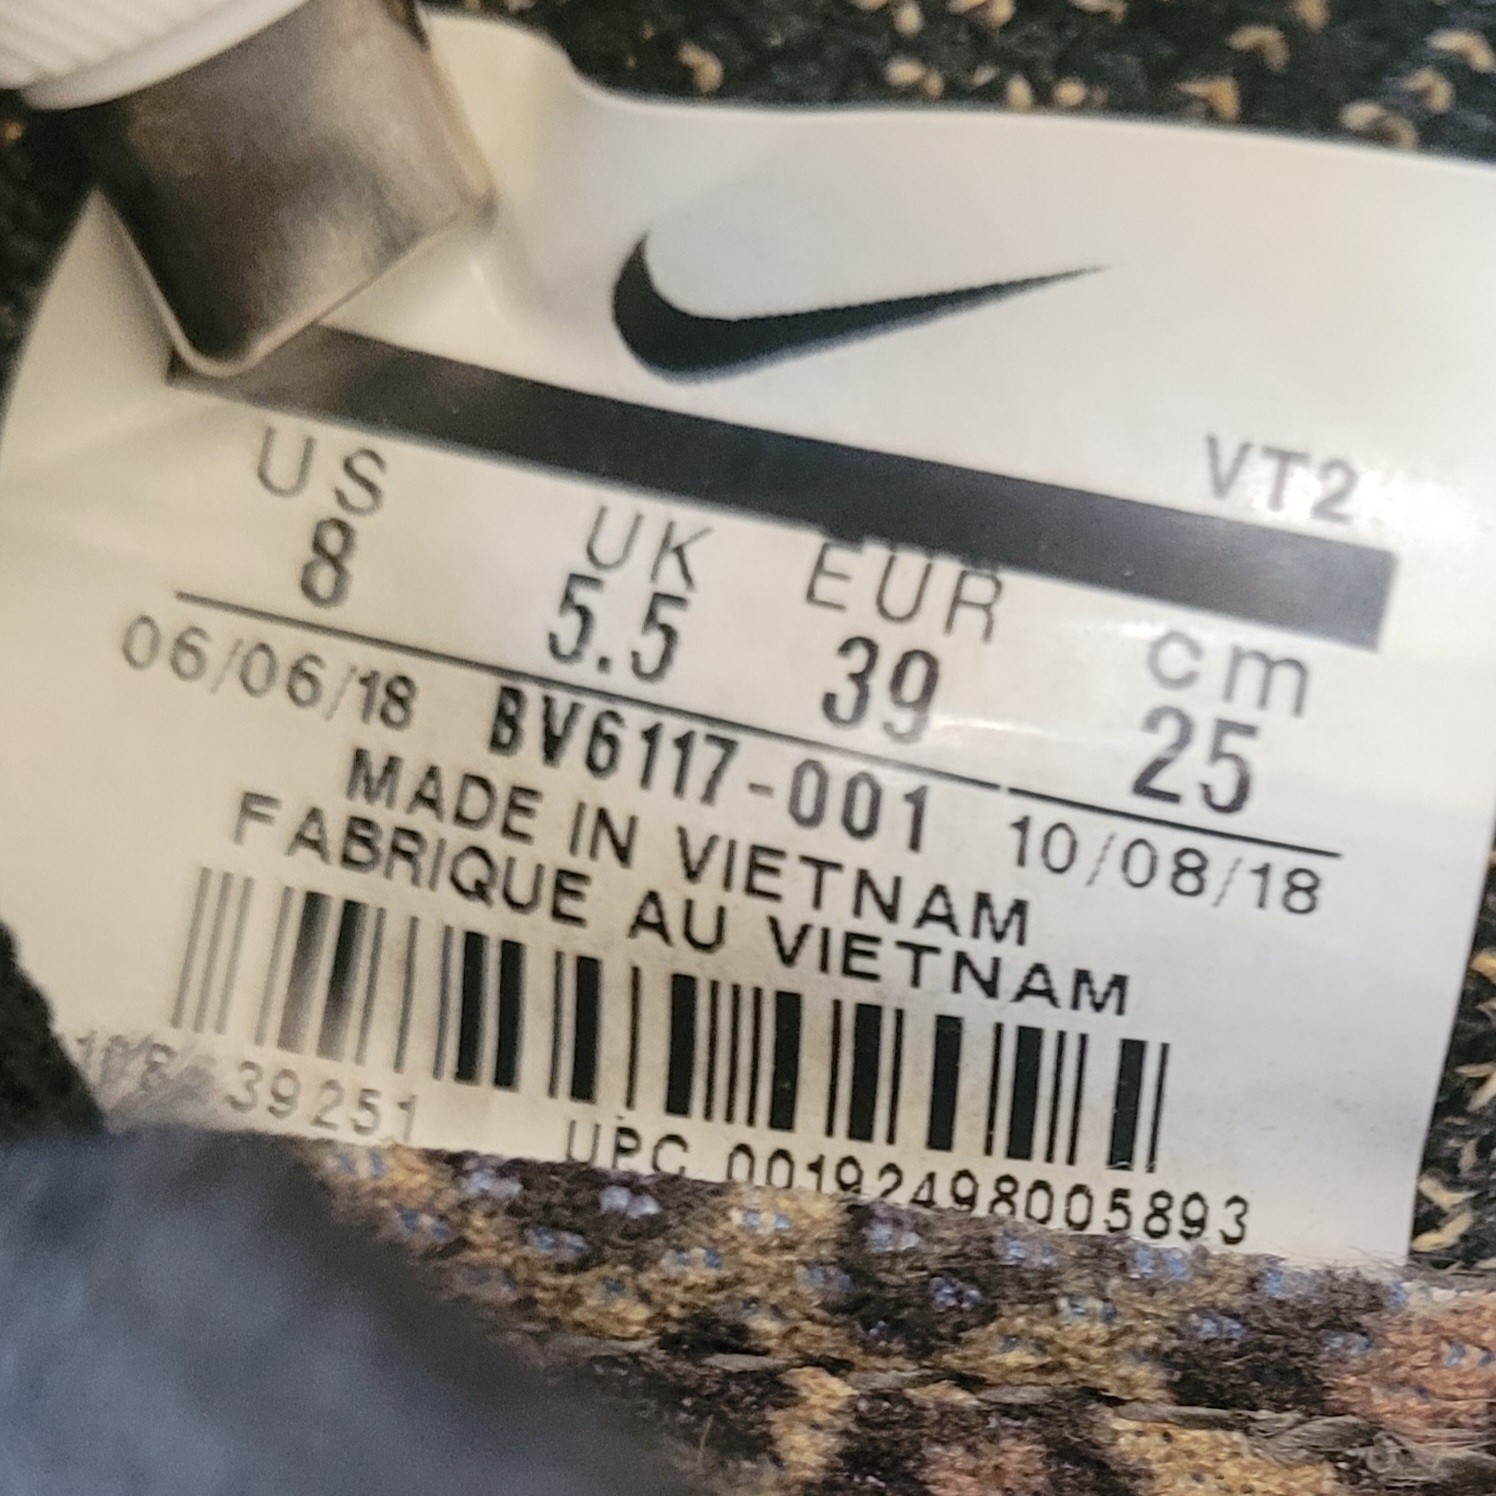 VT2
US UK EUR cm
8 5.5 39 25
06/06/18 BV6117-001 10/08/18
MADE IN VIETNAM
FABRIQUE AU VIETNAM
39251 UPC 00192498005893